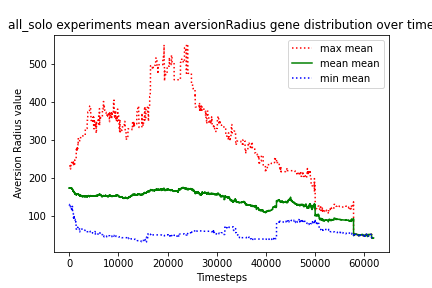 all_solo experiments mean aversionRadius gene distribution over time
max mean
mean mean
min mean
Aversion Radius value
500
400
300
200
100
0
10000
20000
30000
40000
50000
60000
Timesteps